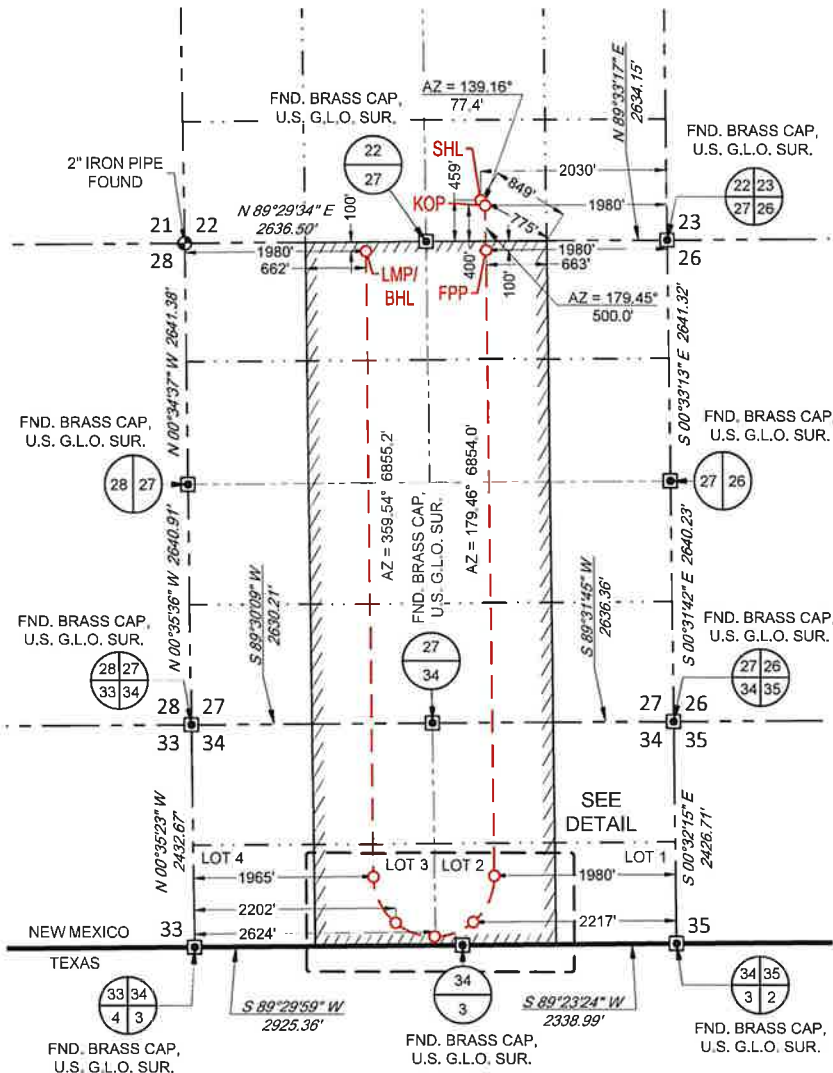 AZ = 139.16°
77.4'
N 89°33'17" E
2634.15'
FND. BRASS CAP,
U.S. G.L.O. SUR.
FND. BRASS CAP,
U.S. G.L.O. SUR.
2" IRON PIPE
FOUND
22
27
SHL
459'
2030'
849'
22 23
27 26
KOP
1980'
775'
21 22
N 89°29'34" E
2636.50'
100'
23
28
1980'
1980'
26
662'
LMP/
BHL
400'
FPP
100'
663'
AZ = 179.45°
500.0'
N 00°34'37" W 2641.38'
S 00°33'13" E 2641.32'
FND. BRASS CAP,
U.S. G.L.O. SUR.
FND. BRASS CAP,
U.S. G.L.O. SUR.
28 27
27 26
AZ = 359.54° 6855.2'
FND. BRASS CAP,
U.S. G.L.O. SUR.
AZ = 179.46° 6854.0'
N 00°35'36" W 2640.91'
S 89°30'09" W
2630.21'
S 89°31'45" W
2636.36'
S 00°31'42" E 2640.23'
FND. BRASS CAP,
U.S. G.L.O. SUR.
FND. BRASS CAP,
U.S. G.L.O. SUR.
28 27
33 34
27
34
27 26
34 35
28 27
27 26
33 34
34 35
N 00°35'23" W
2432.67'
S 00°32'15" E
2426.71'
SEE
DETAIL
LOT 4
LOT 3
LOT 2
LOT 1
1965'
1980'
2202'
2217'
NEW MEXICO
33
2624'
35
TEXAS
33 34
4 3
S 89°29'59" W
2925.36'
34
3
S 89°23'24" W
2338.99'
34 35
3 2
FND. BRASS CAP,
U.S. G.L.O. SUR.
FND. BRASS CAP,
U.S. G.L.O. SUR.
FND. BRASS CAP,
U.S. G.L.O. SUR.